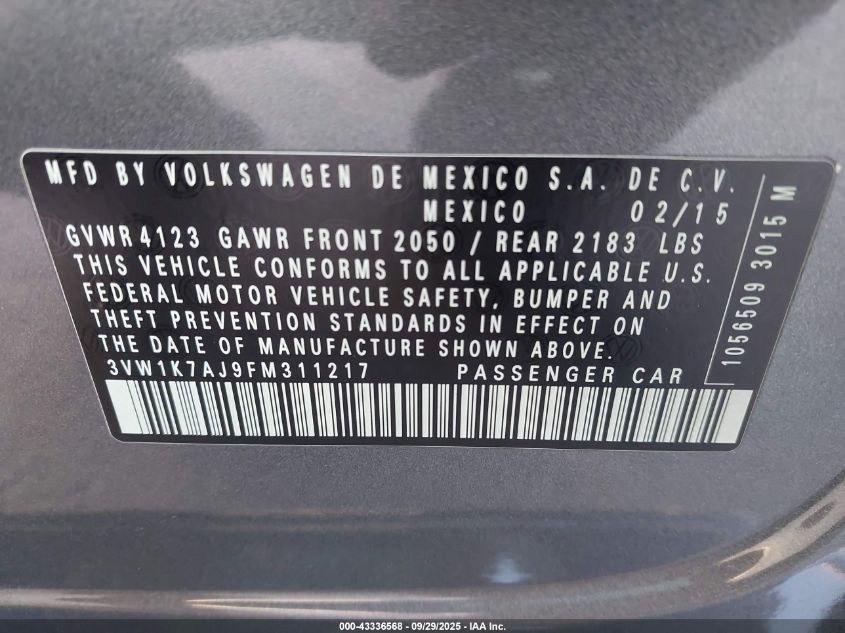 MFD BY VOLKSWAGEN DE MEXICO S.A. DE C.V.
MEXICO 02/15
GVWR 4123 GAWR FRONT 2050 / REAR 2183 LBS
THIS VEHICLE CONFORMS TO ALL APPLICABLE U.S.
FEDERAL MOTOR VEHICLE SAFETY, BUMPER AND
THEFT PREVENTION STANDARDS IN EFFECT ON
THE DATE OF MANUFACTURE SHOWN ABOVE.
3VW1K7AJ9FM311217 PASSENGER CAR
1056509 3015 M
000-43336568 - 09/29/2025 - IAA Inc.